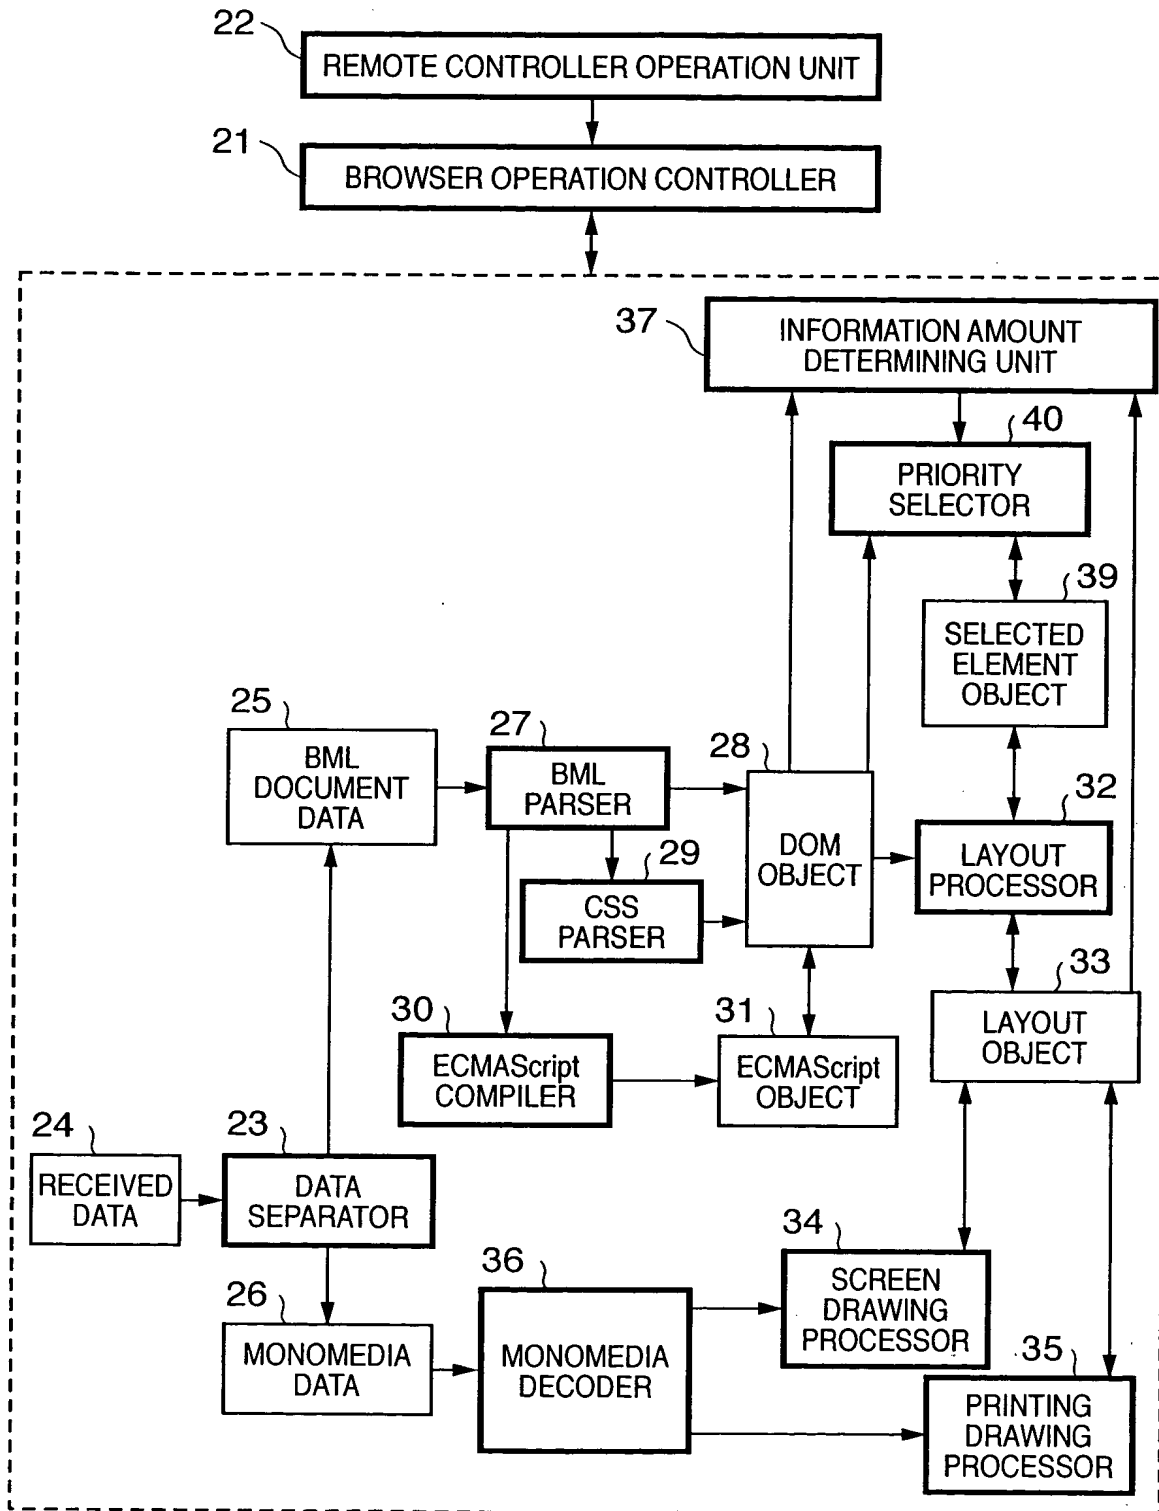 22
REMOTE CONTROLLER OPERATION UNIT
21
BROWSER OPERATION CONTROLLER
37
INFORMATION AMOUNT
DETERMINING UNIT
40
PRIORITY
SELECTOR
39
SELECTED
ELEMENT
OBJECT
25
BML
DOCUMENT
DATA
27
BML
PARSER
28
DOM
OBJECT
32
LAYOUT
PROCESSOR
29
CSS
PARSER
33
LAYOUT
OBJECT
30
ECMAScript
COMPILER
31
ECMAScript
OBJECT
24
RECEIVED
DATA
23
DATA
SEPARATOR
34
SCREEN
DRAWING
PROCESSOR
26
MONOMEDIA
DATA
36
MONOMEDIA
DECODER
35
PRINTING
DRAWING
PROCESSOR